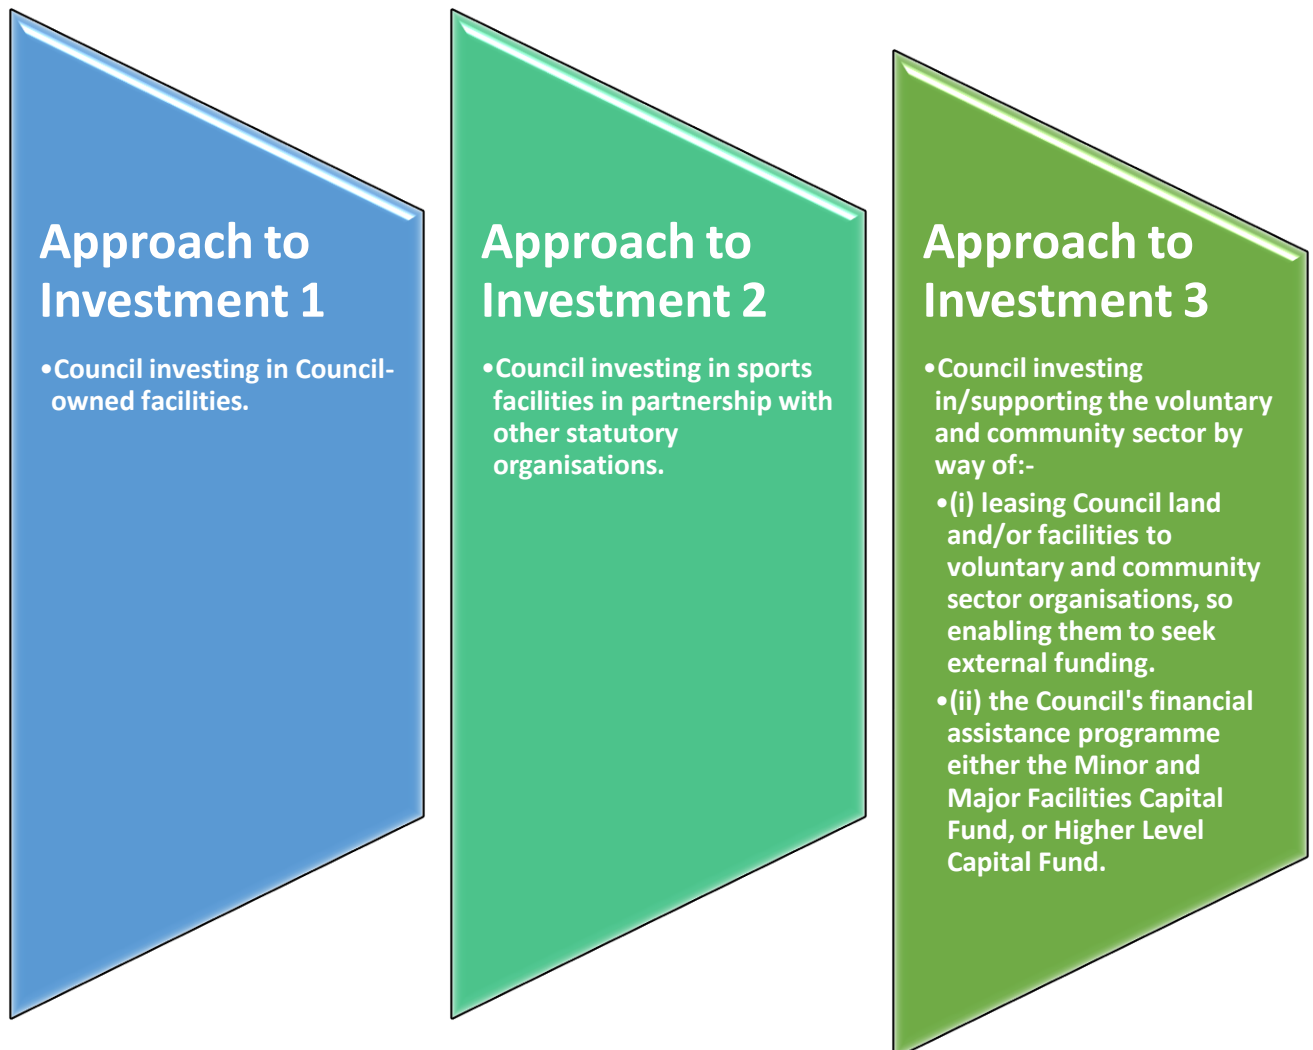 Approach to
Investment 1
•Council investing in Council-
owned facilities.
Approach to
Investment 2
•Council investing in sports
facilities in partnership with
other statutory
organisations.
Approach to
Investment 3
•Council investing
in/supporting the voluntary
and community sector by
way of:-
•(i) leasing Council land
and/or facilities to
voluntary and community
sector organisations, so
enabling them to seek
external funding.
•(ii) the Council's financial
assistance programme
either the Minor and
Major Facilities Capital
Fund, or Higher Level
Capital Fund.